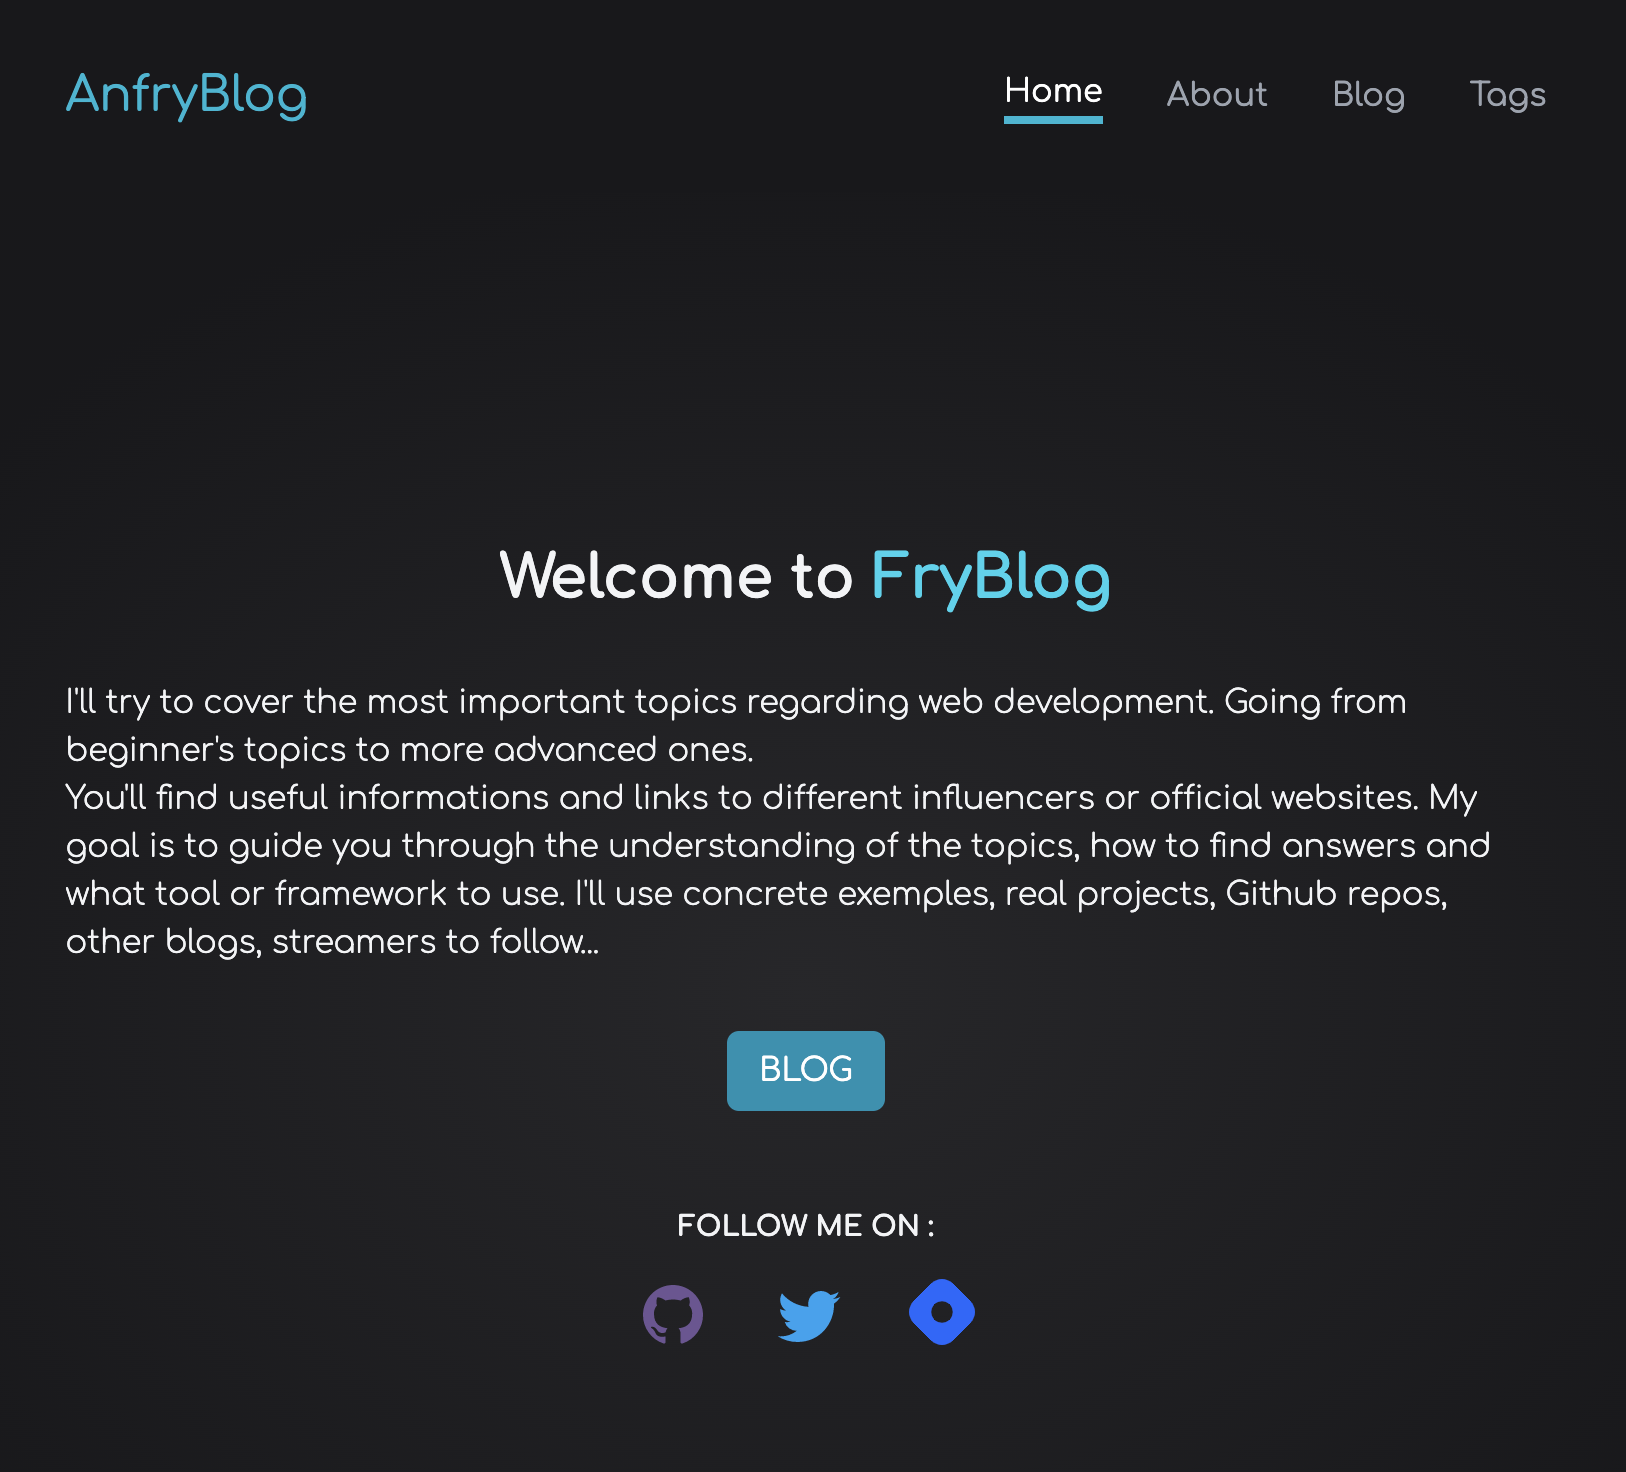 AnfryBlog
Home About Blog Tags
Welcome to FryBlog
I'll try to cover the most important topics regarding web development. Going from
beginner's topics to more advanced ones.
You'll find useful informations and links to different influencers or official websites. My
goal is to guide you through the understanding of the topics, how to find answers and
what tool or framework to use. I'll use concrete exemples, real projects, Github repos,
other blogs, streamers to follow...
BLOG
FOLLOW ME ON :